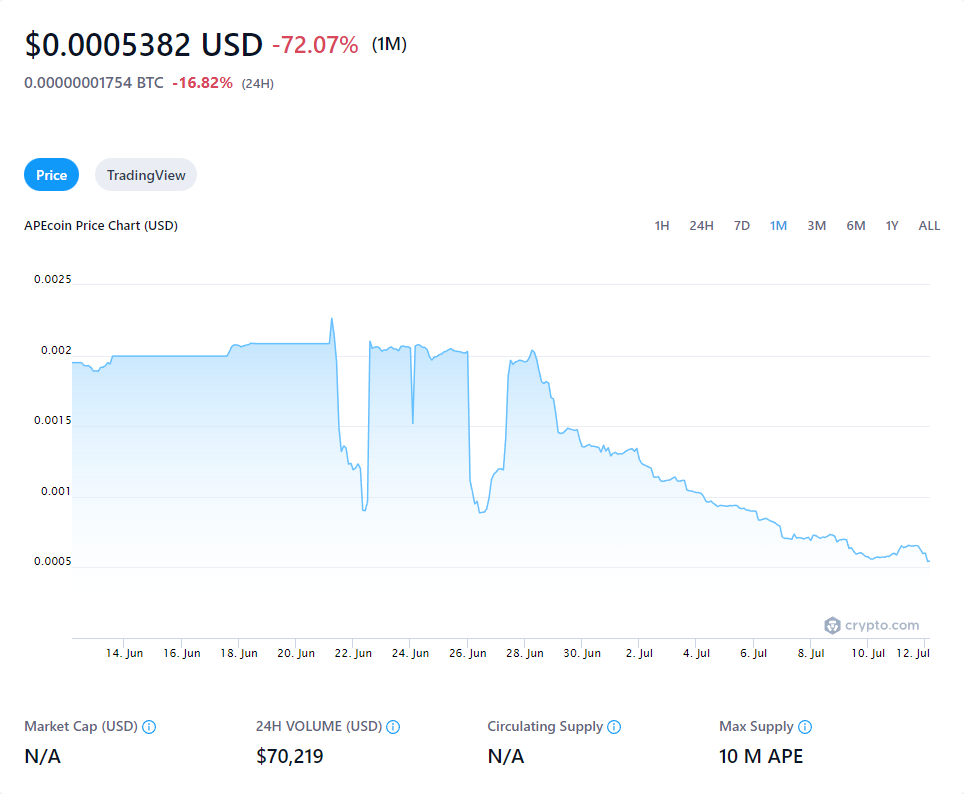 $0.0005382 USD -72.07% (1M)
0.00000001754 BTC -16.82% (24H)
Price TradingView
APEcoin Price Chart (USD) 1H 24H 7D 1M 3M 6M 1Y ALL
0.0025
0.002
0.0015
0.001
0.0005
crypto.com
14. Jun 16. Jun 18. Jun 20. Jun 22. Jun 24. Jun 26. Jun 28. Jun 30. Jun 2. Jul 4. Jul 6. Jul 8. Jul 10. Jul 12. Jul
Market Cap (USD) 24H VOLUME (USD) Circulating Supply Max Supply
N/A $70,219 N/A 10 M APE